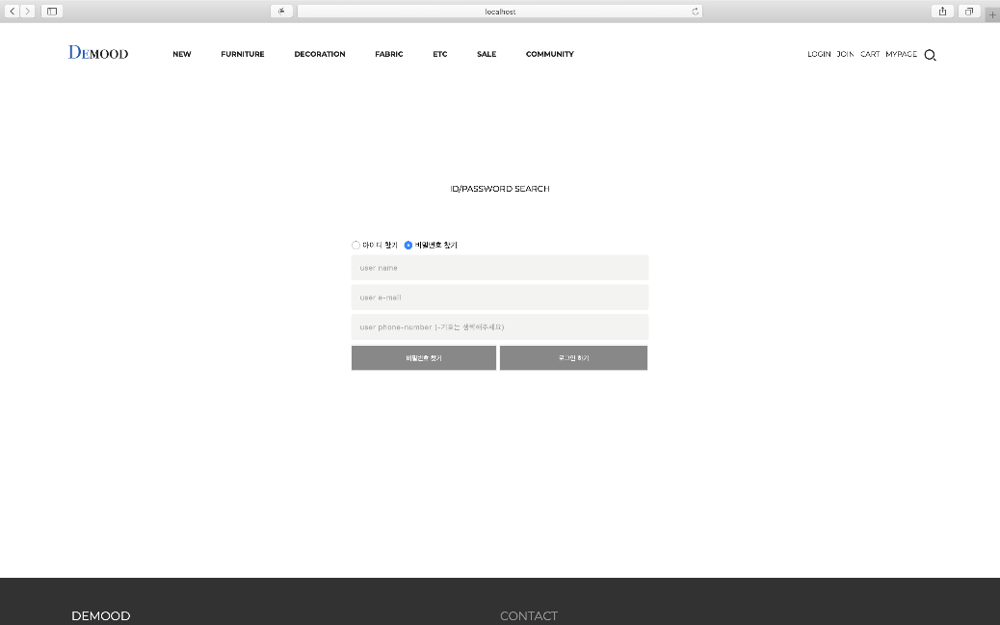 localhost
DEMOOD NEW FURNITURE DECORATION FABRIC ETC SALE COMMUNITY LOGIN JOIN CART MYPAGE
ID/PASSWORD SEARCH
아이디 찾기 비밀번호 찾기
user name
user e-mail
user phone-number (-기호는 생략해주세요)
비밀번호 찾기 로그인 하기
DEMOOD CONTACT